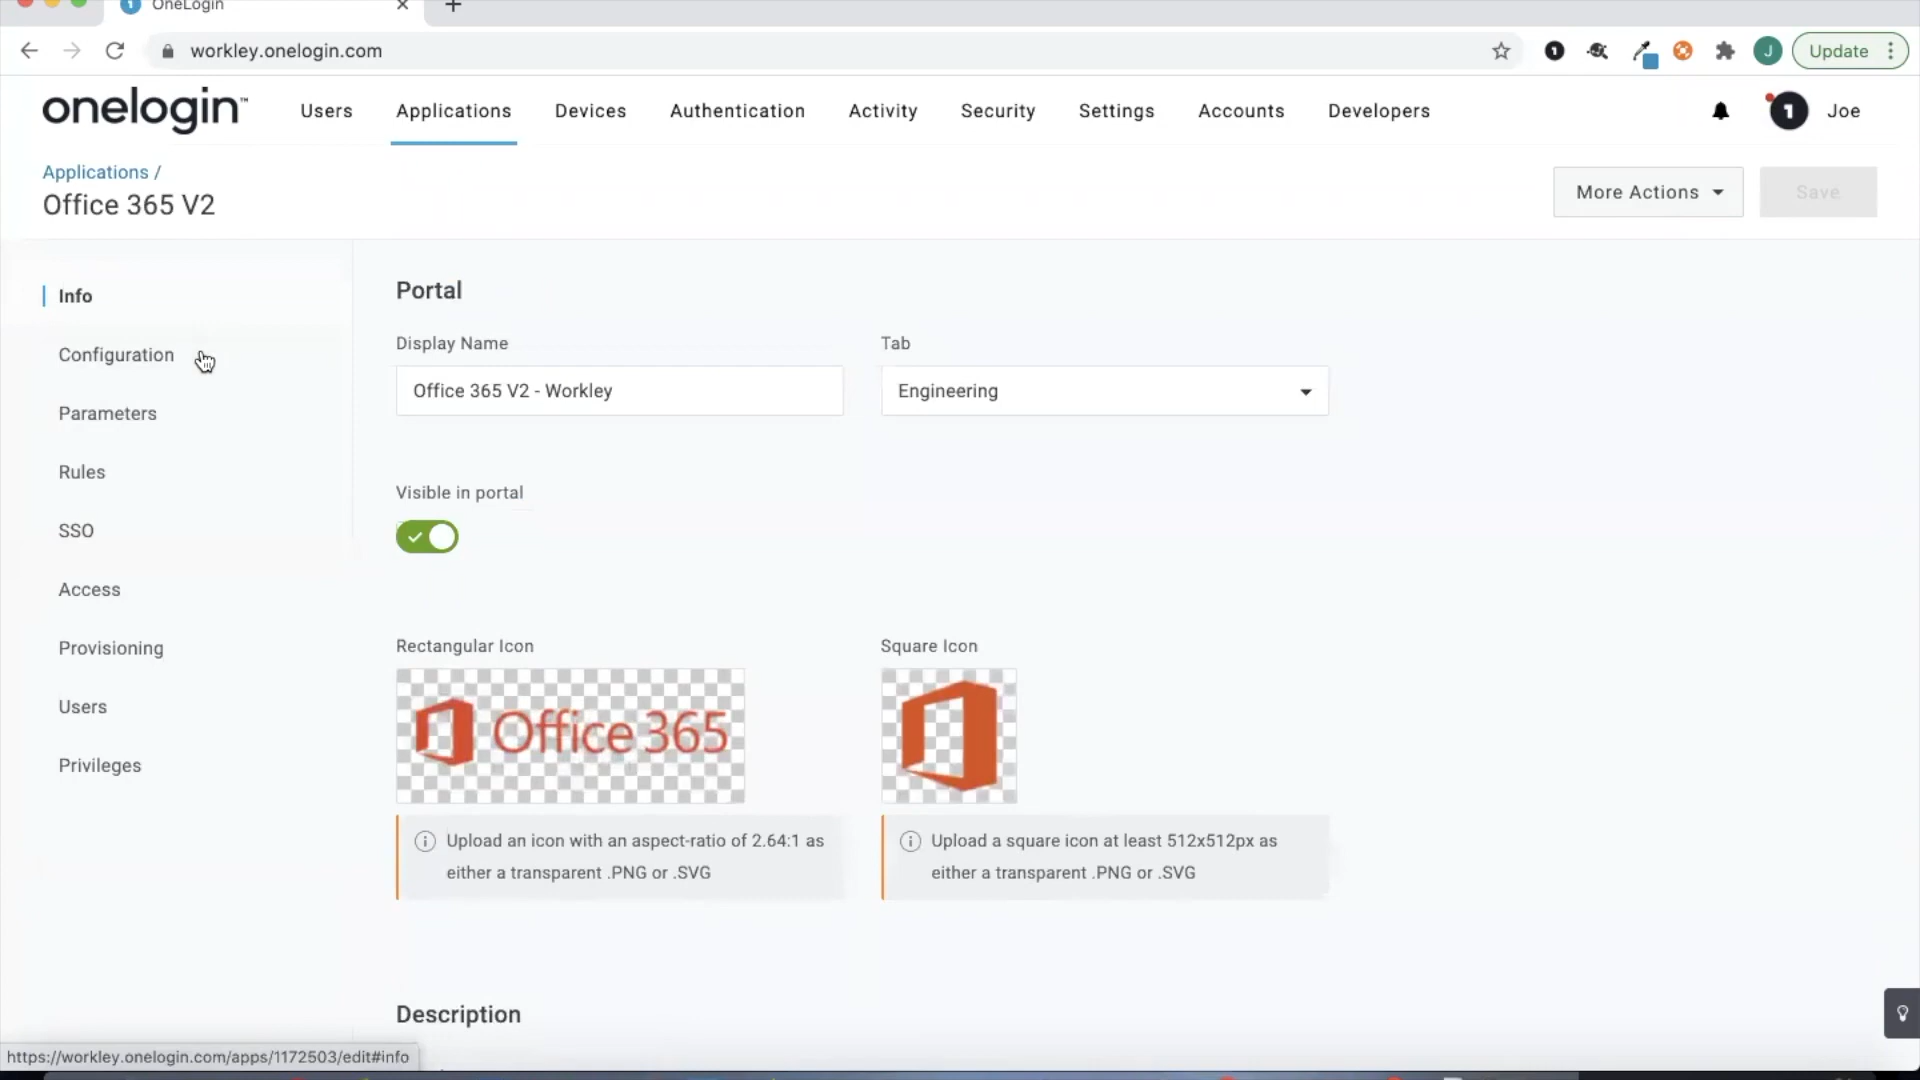 OneLogin
workley.onelogin.com
J
Update
onelogin™
Users
Applications
Devices
Authentication
Activity
Security
Settings
Accounts
Developers
1
Joe
Applications /
Office 365 V2
More Actions
Save
Info
Configuration
Parameters
Rules
SSO
Access
Provisioning
Users
Privileges
Portal
Display Name
Tab
Office 365 V2 - Workley
Engineering
Visible in portal
Rectangular Icon
Square Icon
Office 365
Upload an icon with an aspect-ratio of 2.64:1 as
either a transparent .PNG or .SVG
Upload a square icon at least 512x512px as
either a transparent .PNG or .SVG
Description
https://workley.onelogin.com/apps/1172503/edit#info